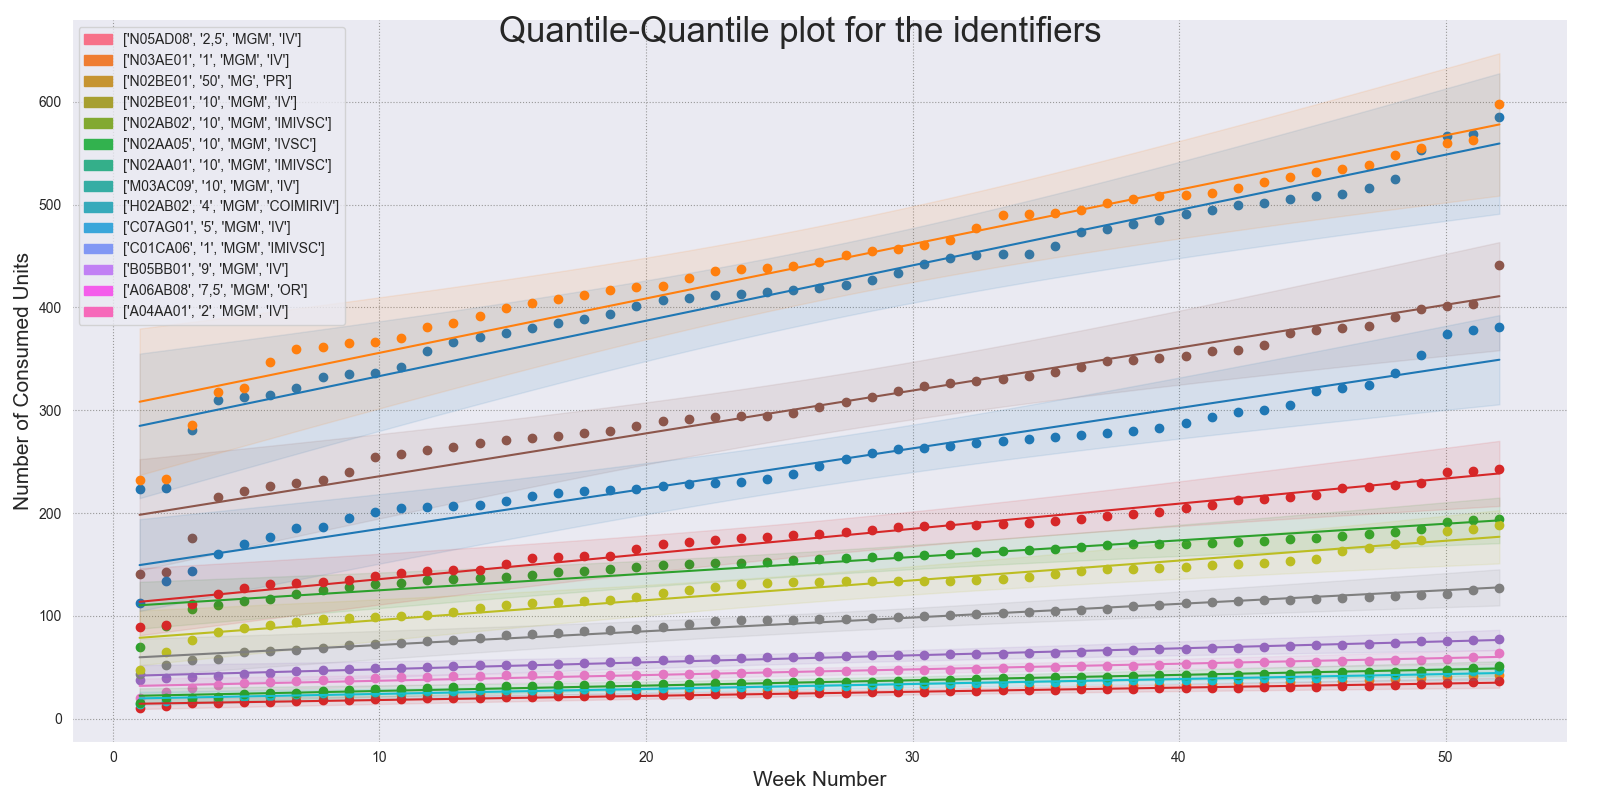 Quantile-Quantile plot for the identifiers
['N05AD08', '2,5', 'MGM', 'IV']
['N03AE01', '1', 'MGM', 'IV']
['N02BE01', '50', 'MG', 'PR']
['N02BE01', '10', 'MGM', 'IV']
['N02AB02', '10', 'MGM', 'IMIVSC']
['N02AA05', '10', 'MGM', 'IVSC']
['N02AA01', '10', 'MGM', 'IMIVSC']
['M03AC09', '10', 'MGM', 'IV']
['H02AB02', '4', 'MGM', 'COIMIRIV']
['C07AG01', '5', 'MGM', 'IV']
['C01CA06', '1', 'MGM', 'IMIVSC']
['B05BB01', '9', 'MGM', 'IV']
['A06AB08', '7,5', 'MGM', 'OR']
['A04AA01', '2', 'MGM', 'IV']
Number of Consumed Units
600
500
400
300
200
100
0
0 10 20 30 40 50
Week Number